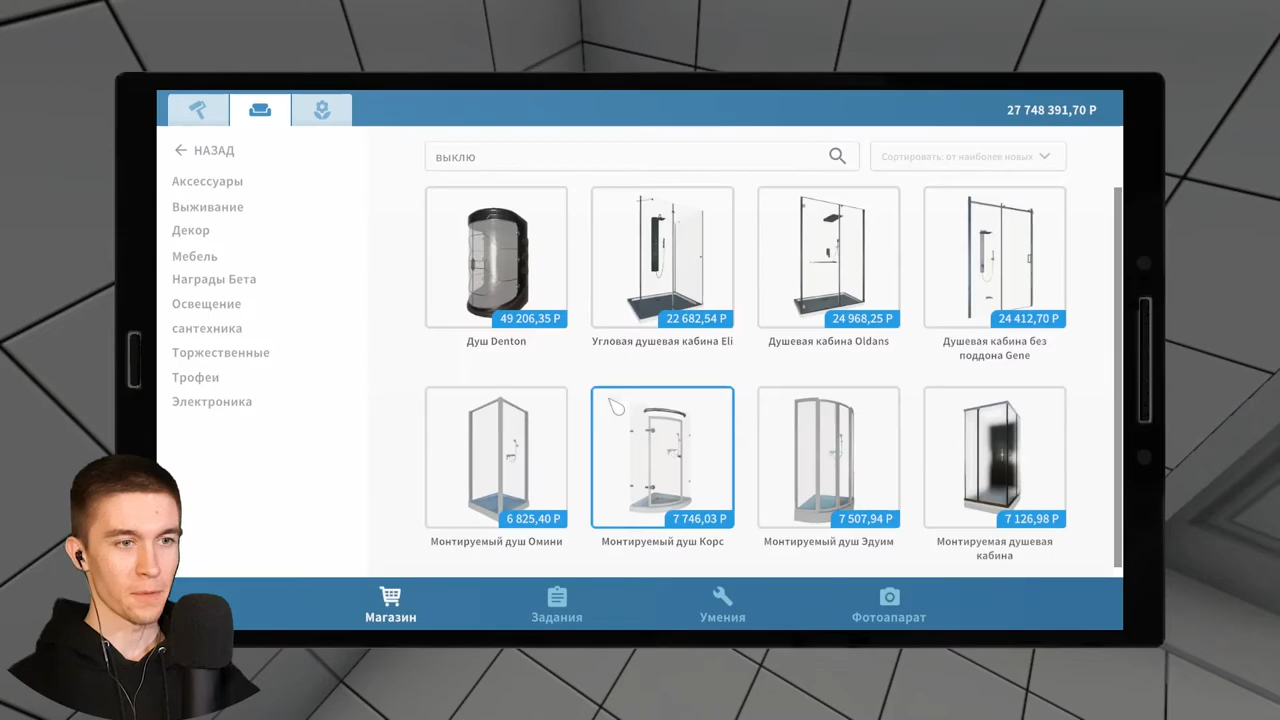 27 748 391,70 Р
НАЗАД
Аксессуары
Выживание
Декор
Мебель
Награды Бета
Освещение
сантехника
Торжественные
Трофеи
Электроника
выклю
Сортировать: от наиболее новых
49 206,35 Р
Душ Denton
22 682,54 Р
Угловая душевая кабина Eli
24 968,25 Р
Душевая кабина Oldans
24 412,70 Р
Душевая кабина без
поддона Gene
6 825,40 Р
Монтируемый душ Омини
7 746,03 Р
Монтируемый душ Корс
7 507,94 Р
Монтируемый душ Эдуим
7 126,98 Р
Монтируемая душевая
кабина
Магазин
Задания
Умения
Фотоапарат